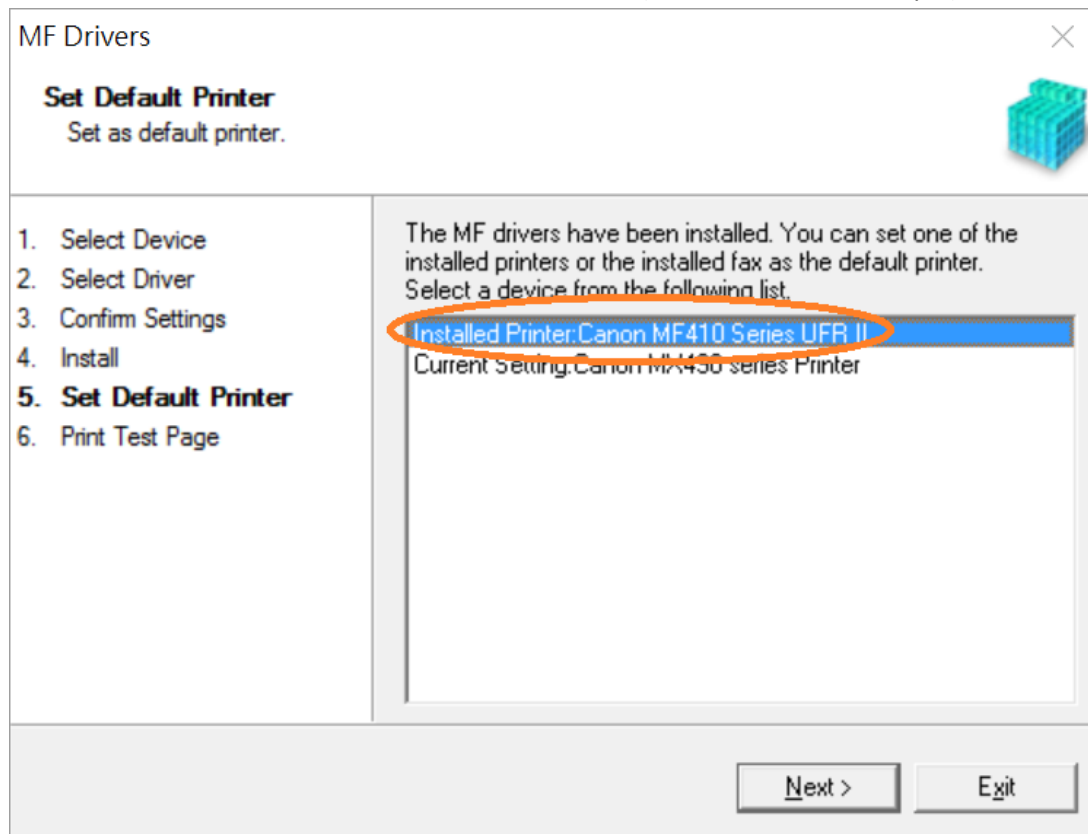 MF Drivers
Set Default Printer
Set as default printer.
1. Select Device
2. Select Driver
3. Confirm Settings
4. Install
5. Set Default Printer
6. Print Test Page
The MF drivers have been installed. You can set one of the
installed printers or the installed fax as the default printer.
Select a device from the following list.
Installed Printer:Canon MF410 Series UFR II
Current Setting:Canon MX430 series Printer
Next >
Exit